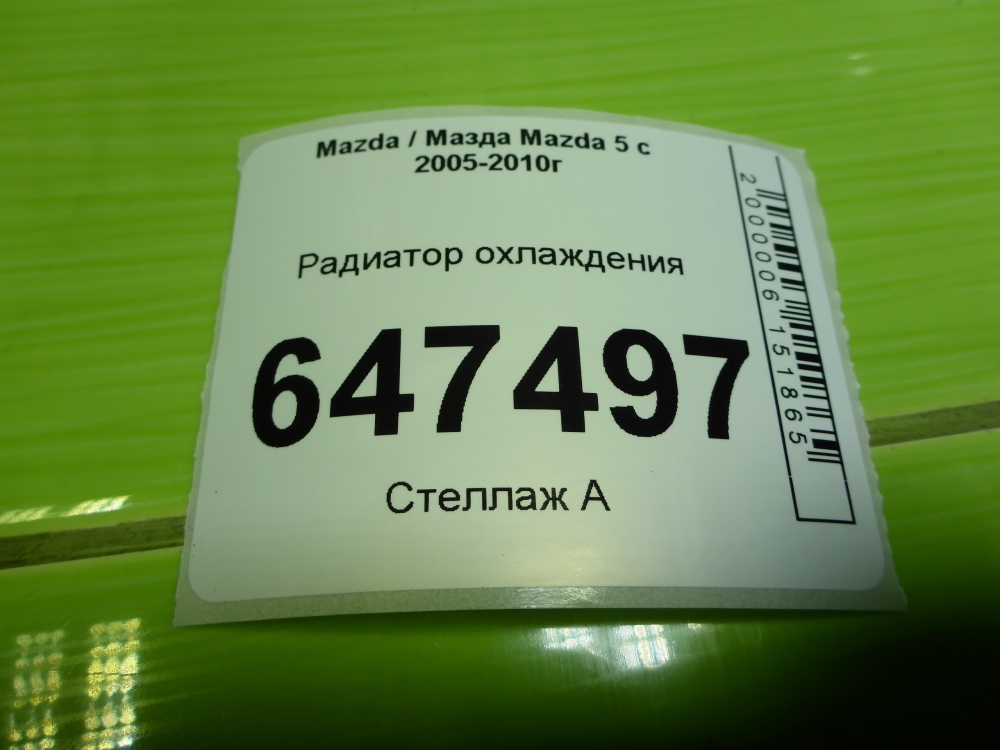 Mazda / Мазда Mazda 5 с
2005-2010г
Радиатор охлаждения
647497
Стеллаж А
2000006151865